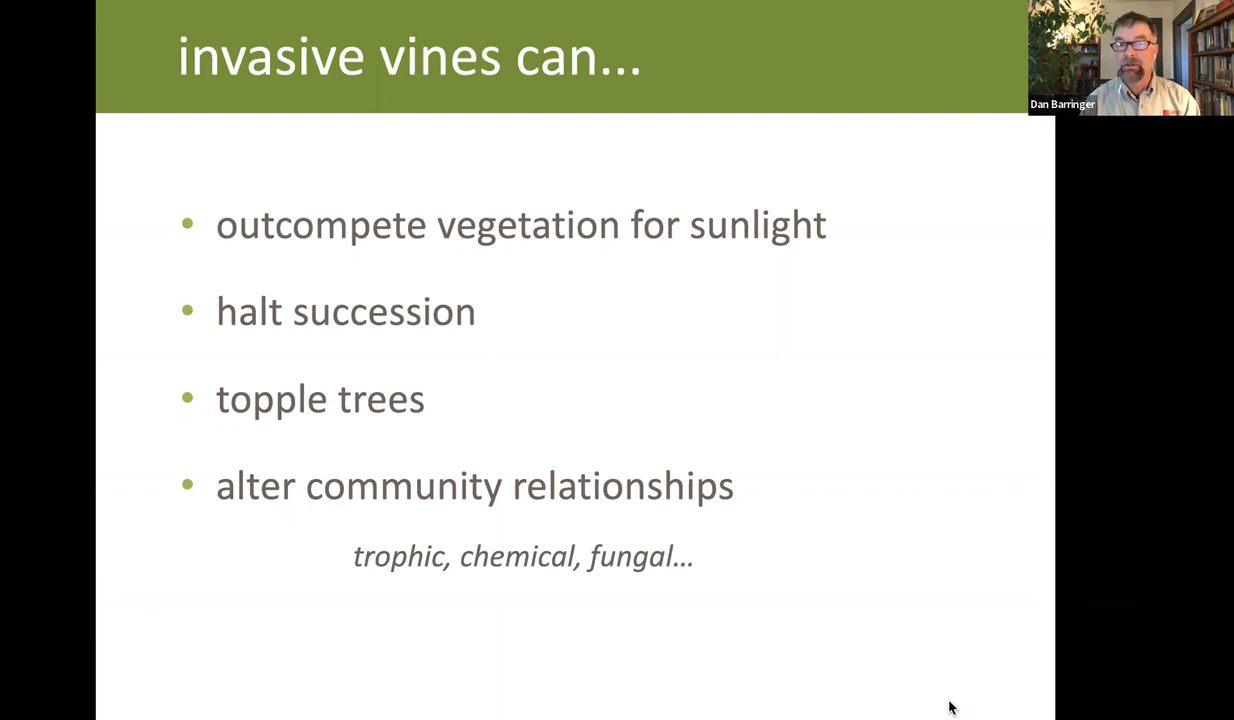 invasive vines can...
Dan Barringer
• outcompete vegetation for sunlight
• halt succession
• topple trees
• alter community relationships
trophic, chemical, fungal...